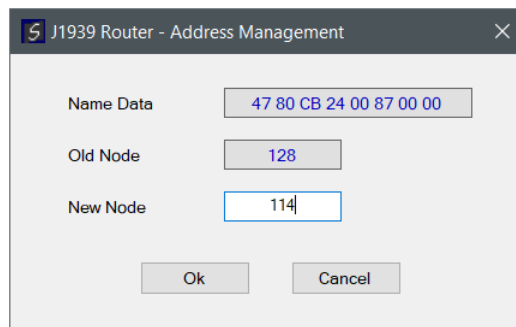 J1939 Router - Address Management
Name Data 47 80 CB 24 00 87 00 00
Old Node 128
New Node 114
Ok Cancel